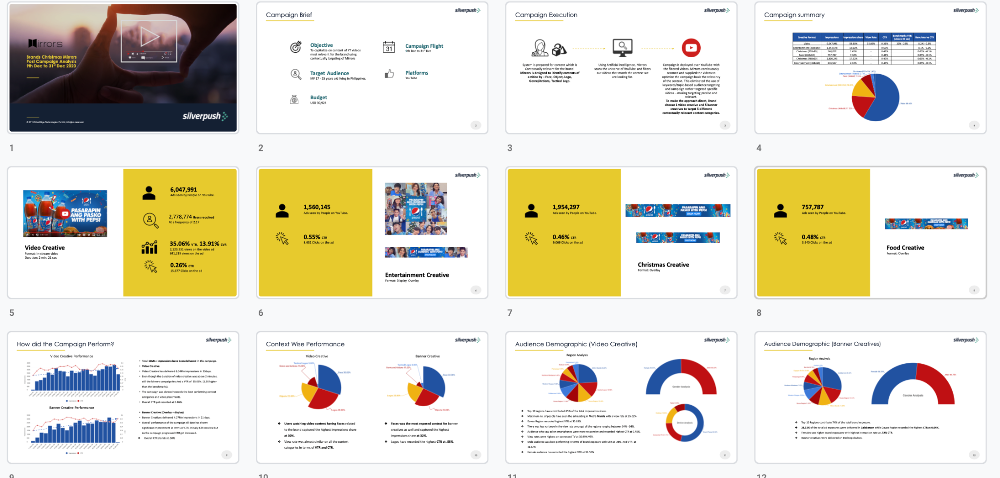 Mirrors
Brands Christmas Mirrors
Post Campaign Analysis
9th Dec to 31st Dec 2020
© 2019 SilverEdge Technologies Pvt Ltd, All rights reserved.
silverpush
1
Campaign Brief
silverpush
Objective
To capitalize on content of YT videos
most relevant for the brand using
contextually targeting of Mirrors
Campaign Flight
9th Dec to 31st Dec
Target Audience
MF 17 - 25 years old living in Philippines.
Platforms
YouTube
Budget
USD 30,924
2
2
Campaign Execution
silverpush
System is prepared for content which is
Contextually relevant for the brand.
Mirrors is designed to identify contents of
a video by – Face, Object, Logo,
Genre/Actions, Tactical Logo.
Using Artificial intelligence, Mirrors
scans the universe of YouTube and filters
out videos that match the context we
are looking for.
Campaign is deployed over YouTube with
the filtered videos. Mirrors continuously
scanned and supplied the videos to
optimize the campaign basis the relevancy
of the context. This eliminated the use of
keywords/topic-based audience targeting
and campaign rather targeted specific
videos – making targeting precise and
relevant.
To make the approach direct, Brand
choose 1 video creative and 5 banner
creatives to target 5 different
contextually relevant context categories.
3
3
Campaign summary
silverpush
Creative Format Impressions Impressions share View Rate CTR Benchmarks VTR (above 30 sec) Benchmarks CTR
Video 6,047,991 58.60% 35.06% 0.26% 20% - 25% 0.2% - 0.3%
Entertainment (300x250) 1,343,578 13.02% - 0.57% 0.1% - 0.2%
Christmas (728x90) 146,052 1.42% - 0.41% 0.05% - 0.1%
Food (468x60) 757,787 7.34% - 0.48% 0.05% - 0.1%
Christmas (468x60) 1,808,245 17.52% - 0.47% 0.05% - 0.1%
Entertainment (468x60) 216,567 2.10% - 0.45% 0.05% - 0.1%
4
4
PASARAPIN
ANG PASKO
WITH PEPSI
Video Creative
Format: In-stream video
Duration: 2 min. 21 sec
6,047,991
Ads seen by People on YouTube.
2,778,774 Users reached
At a frequency of 2.17
35.06% VTR, 13.91% CVR
2,120,331 views on the video ad
841,219 views on the ad
0.26% CTR
15,677 Clicks on the ad
5
silverpush
1,560,145
Ads seen by People on YouTube.
0.55% CTR
8,652 Clicks on the ad
PASARAPIN
ANG BONDING
WITH PEPSI
pepsi
PASARAPIN ANG
BONDING WITH PEPSI
Entertainment Creative
Format: Display, Overlay
6
6
silverpush
1,954,297
Ads seen by People on YouTube.
0.46% CTR
9,069 Clicks on the ad
PASARAPIN ANG
PASKO WITH PEPSI
SHOP NOW!
PASARAPIN ANG
PASKO WITH PEPSI
Christmas Creative
Format: Overlay
7
7
silverpush
757,787
Ads seen by People on YouTube.
0.48% CTR
3,640 Clicks on the ad
Food Creative
Format: Overlay
8
8
How did the Campaign Perform?
silverpush
Video Creative Performance
Banner Creative Performance
Total 10Mn+ Impressions have been delivered in this campaign.
Video Creative:
Video Creative has delivered 6.04Mn impressions in 23days.
Even though the duration of video creative was above 2 minutes,
still the Mirrors campaign fetched a VTR of 35.06%. (1.53 higher
than the benchmarks).
The campaign was skewed towards the best performing context
categories and video placements.
Overall CTR got recorded at 0.26%.
Banner Creative (Overlay + display)
Banner Creatives delivered 4.27Mn impressions in 21 days.
Overall performance of the campaign till date has shown
significant improvement in terms of CTR. Initially CTR was low but
As the campaign progressed CTR got increased.
Overall CTR stands at .50%
9
9
Context Wise Performance
silverpush
Video Creative
Banner Creative
Users watching video content having Faces related
to the brand captured the highest impressions share
at 30%.
View rate was almost similar on all the context
categories in terms of VTR and CTR.
Faces was the most exposed context for banner
creatives as well and captured the highest
impressions share at 32%.
Logos have recorded the highest CTR at .55%.
10
10
Audience Demographic (Video Creative)
silverpush
Region Analysis
Gender Analysis
Device Analysis
Top 10 regions have contributed 65% of the total impressions share.
Maximum no. of people have seen the ad residing in Metro Manila with a view rate at 35.02%.
Davao Region recorded highest VTR at 35.63%.
There was less variance in the view rate amongst all the regions ranging between 34% - 36%.
Audience who saw ad on smartphones were more responsive and recorded highest CTR at 0.45%.
View rates were highest on connected TV at 35.99% VTR.
Male audience was best performing in terms of brand exposure with CTR at .28%. And VTR at
34.62%
Female audience has recorded the highest VTR at 35.50%
11
11
Audience Demographic (Banner Creatives)
silverpush
Region Analysis
Gender Analysis
Top 10 Regions contribute 74% of the total brand exposure.
28.32% of the total ad exposures were delivered in Calabarzon while Davao Region recorded the highest CTR at 0.64%.
Females saw higher brand exposures with highest interaction rate at .52% CTR.
Banner creatives were delivered on Desktop devices.
12
12